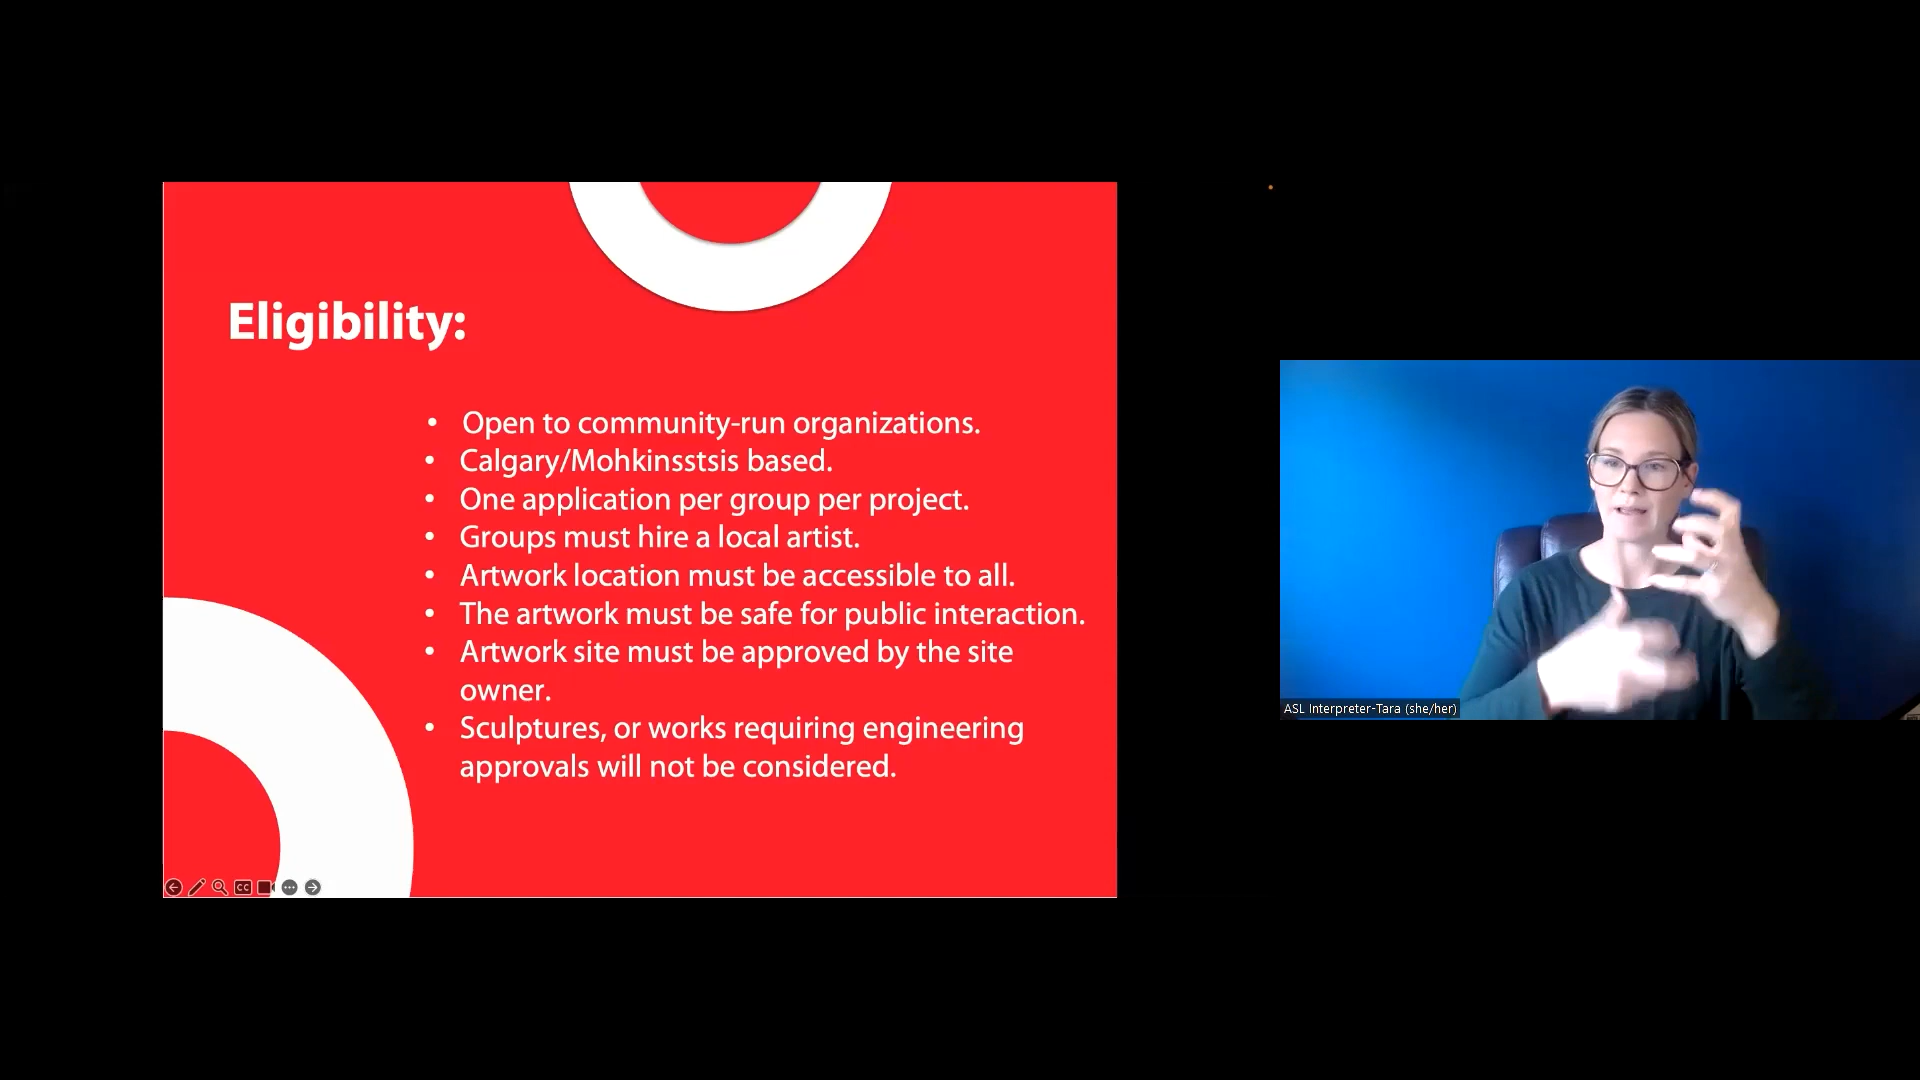 Eligibility:
• Open to community-run organizations.
• Calgary/Mohkinsstsis based.
• One application per group per project.
• Groups must hire a local artist.
• Artwork location must be accessible to all.
• The artwork must be safe for public interaction.
• Artwork site must be approved by the site
owner.
• Sculptures, or works requiring engineering
approvals will not be considered.
CC
ASL Interpreter-Tara (she/her)